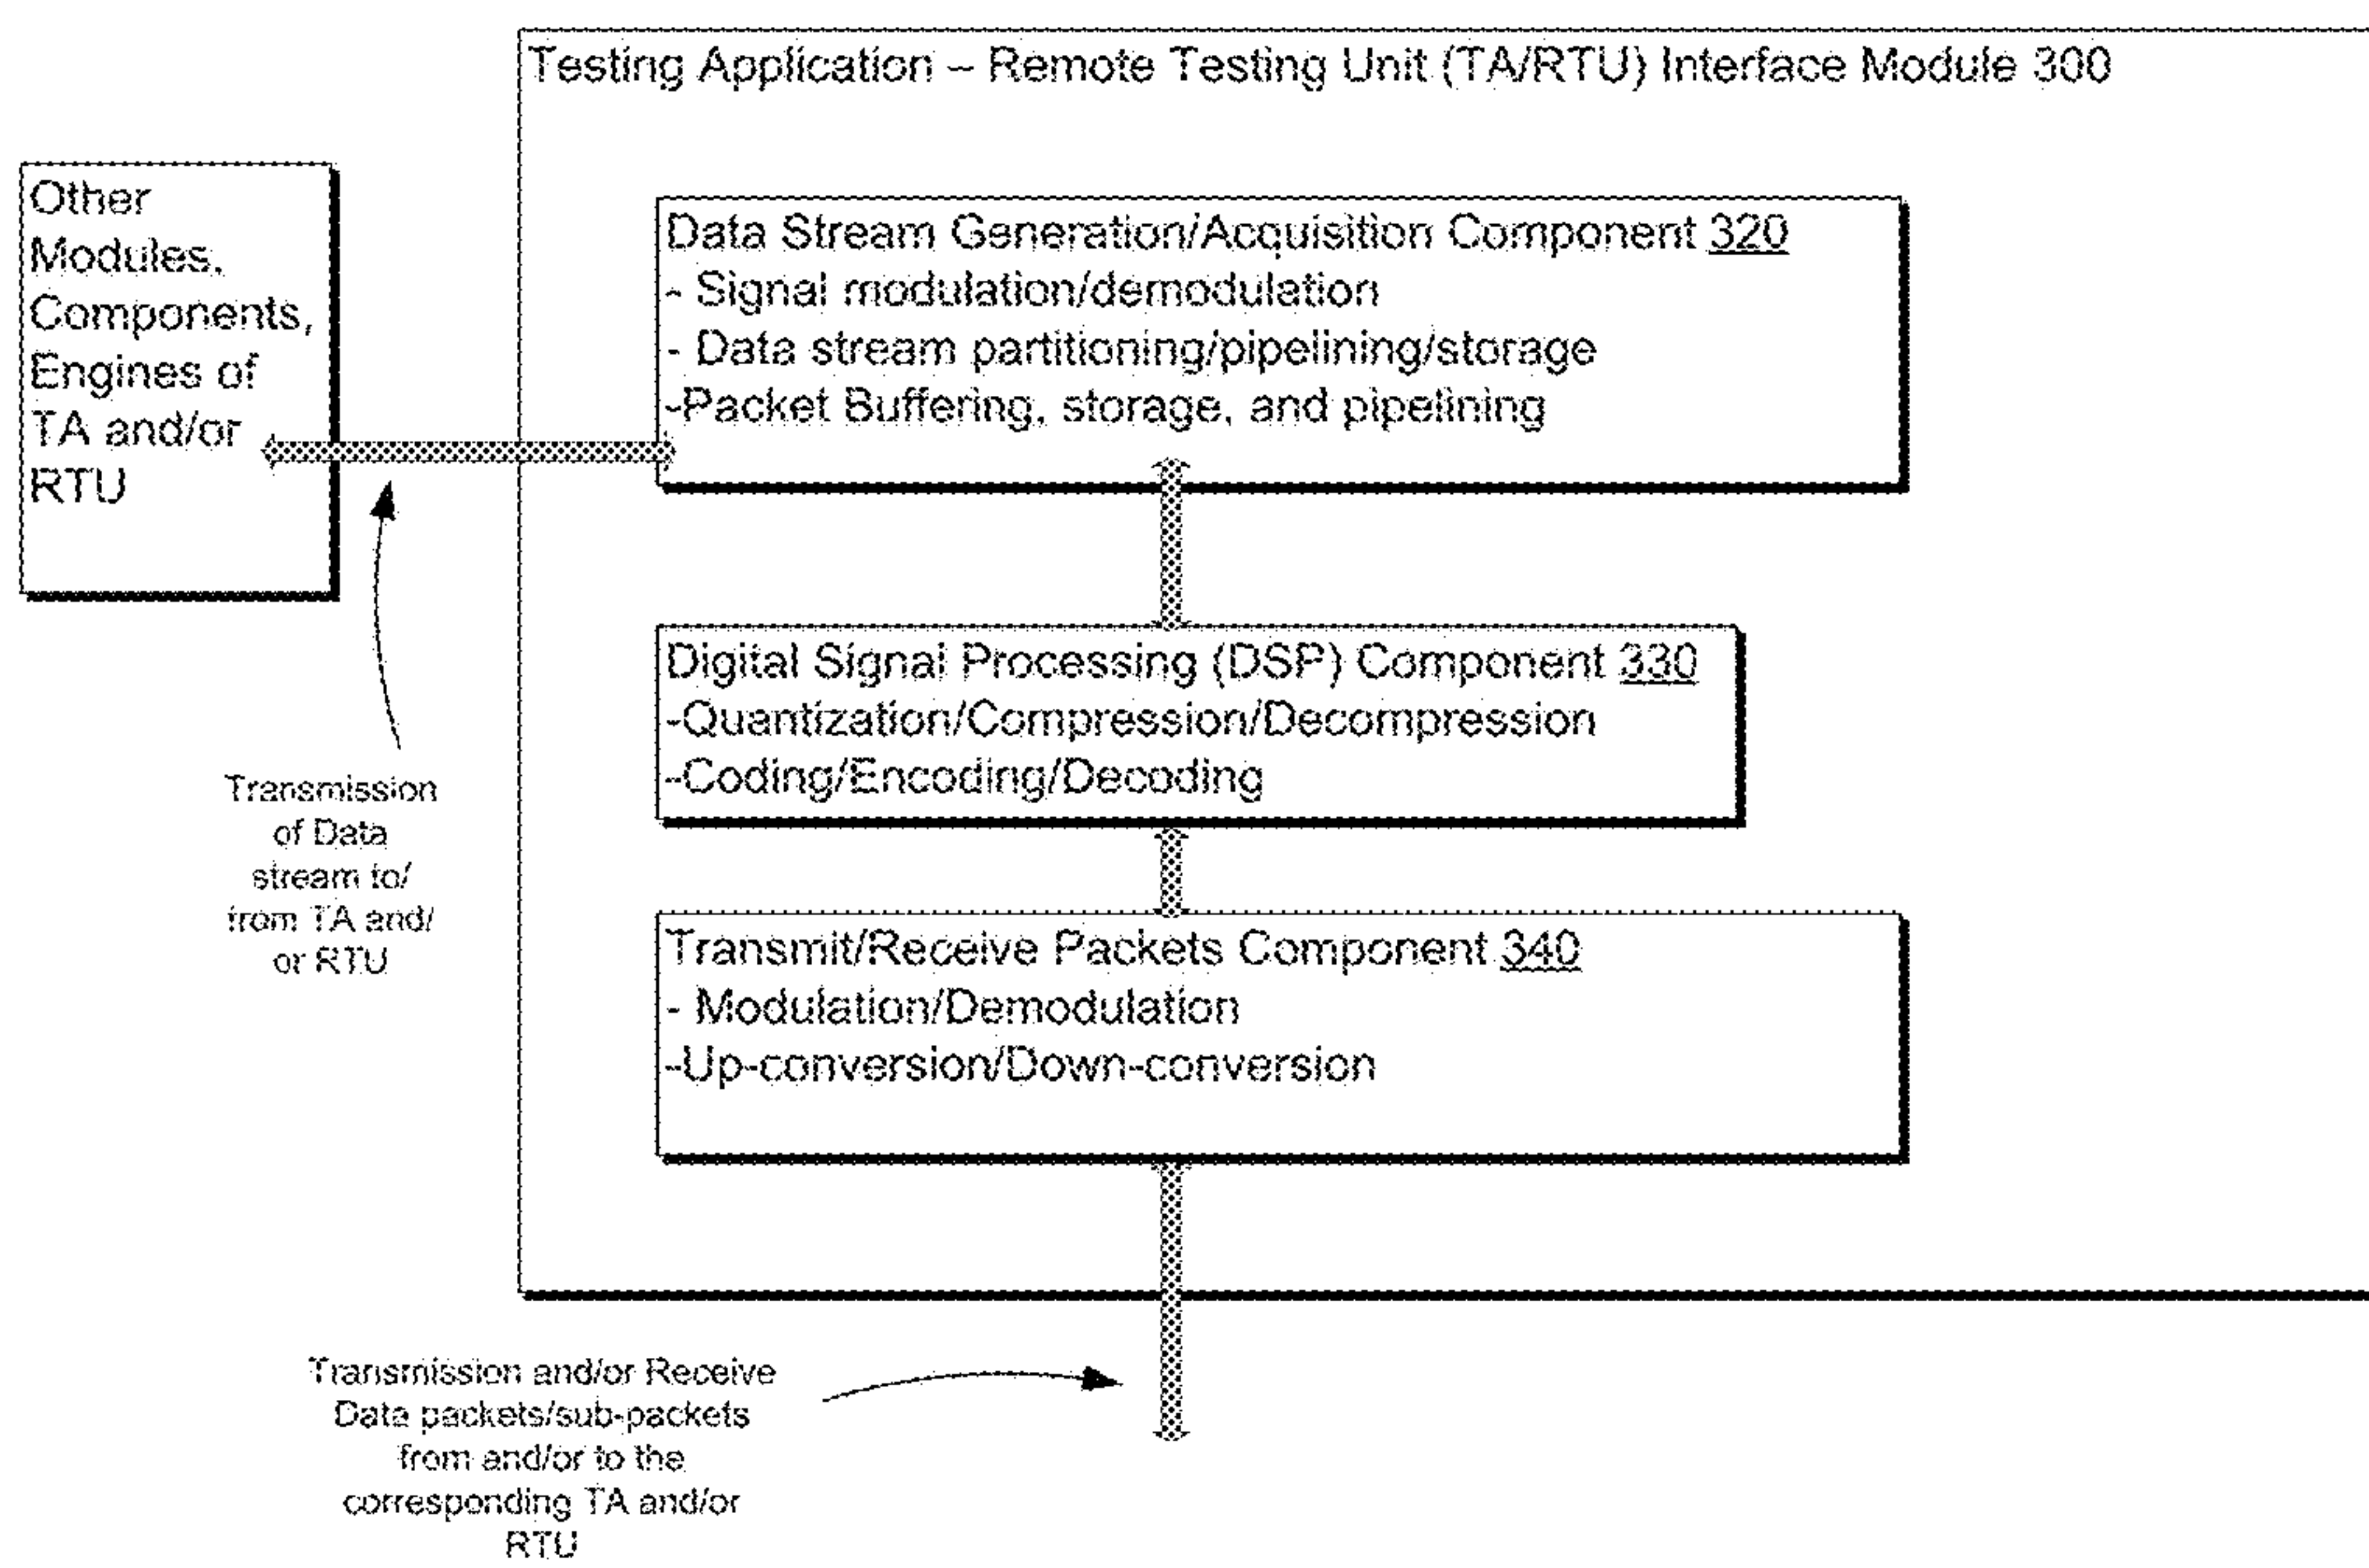 Testing Application – Remote Testing Unit (TA/RTU) Interface Module 300
Other
Modules,
Components,
Engines of
TA and/or
RTU
Data Stream Generation/Acquisition Component 320
- Signal modulation/demodulation
- Data stream partitioning/pipelining/storage
-Packet Buffering, storage, and pipelining
Digital Signal Processing (DSP) Component 330
-Quantization/Compression/Decompression
-Coding/Encoding/Decoding
Transmission
of Data
stream to/
from TA and/
or RTU
Transmit/Receive Packets Component 340
- Modulation/Demodulation
-Up-conversion/Down-conversion
Transmission and/or Receive
Data packets/sub-packets
from and/or to the
corresponding TA and/or
RTU